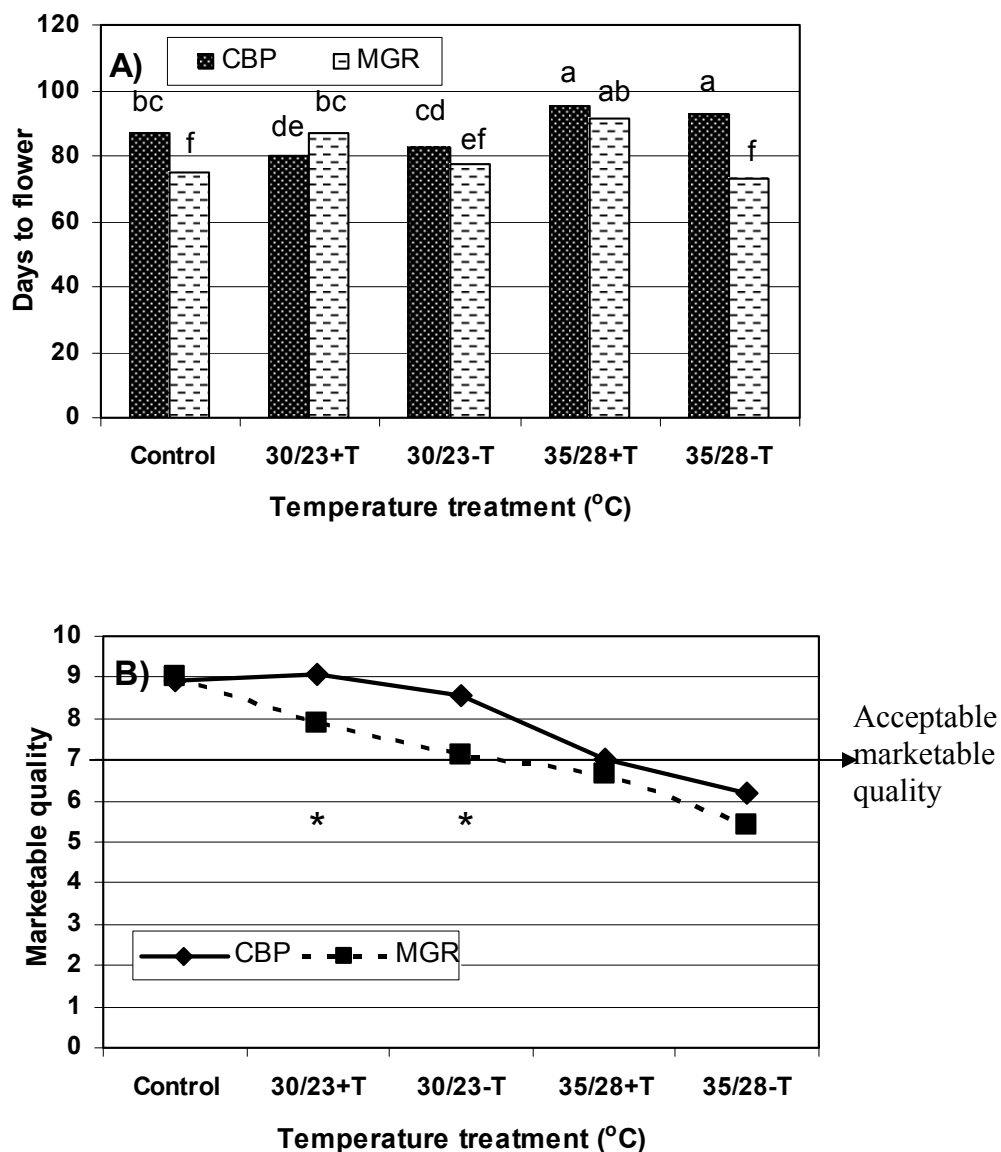 120
100
80
60
40
20
0
Days to flower
A)
CBP MGR
bc f de bc cd ef a ab a f
Control 30/23+T 30/23-T 35/28+T 35/28-T
Temperature treatment (°C)
10
9
8
7
6
5
4
3
2
1
0
Marketable quality
B)
Acceptable
marketable
quality
* *
CBP MGR
Control 30/23+T 30/23-T 35/28+T 35/28-T
Temperature treatment (°C)